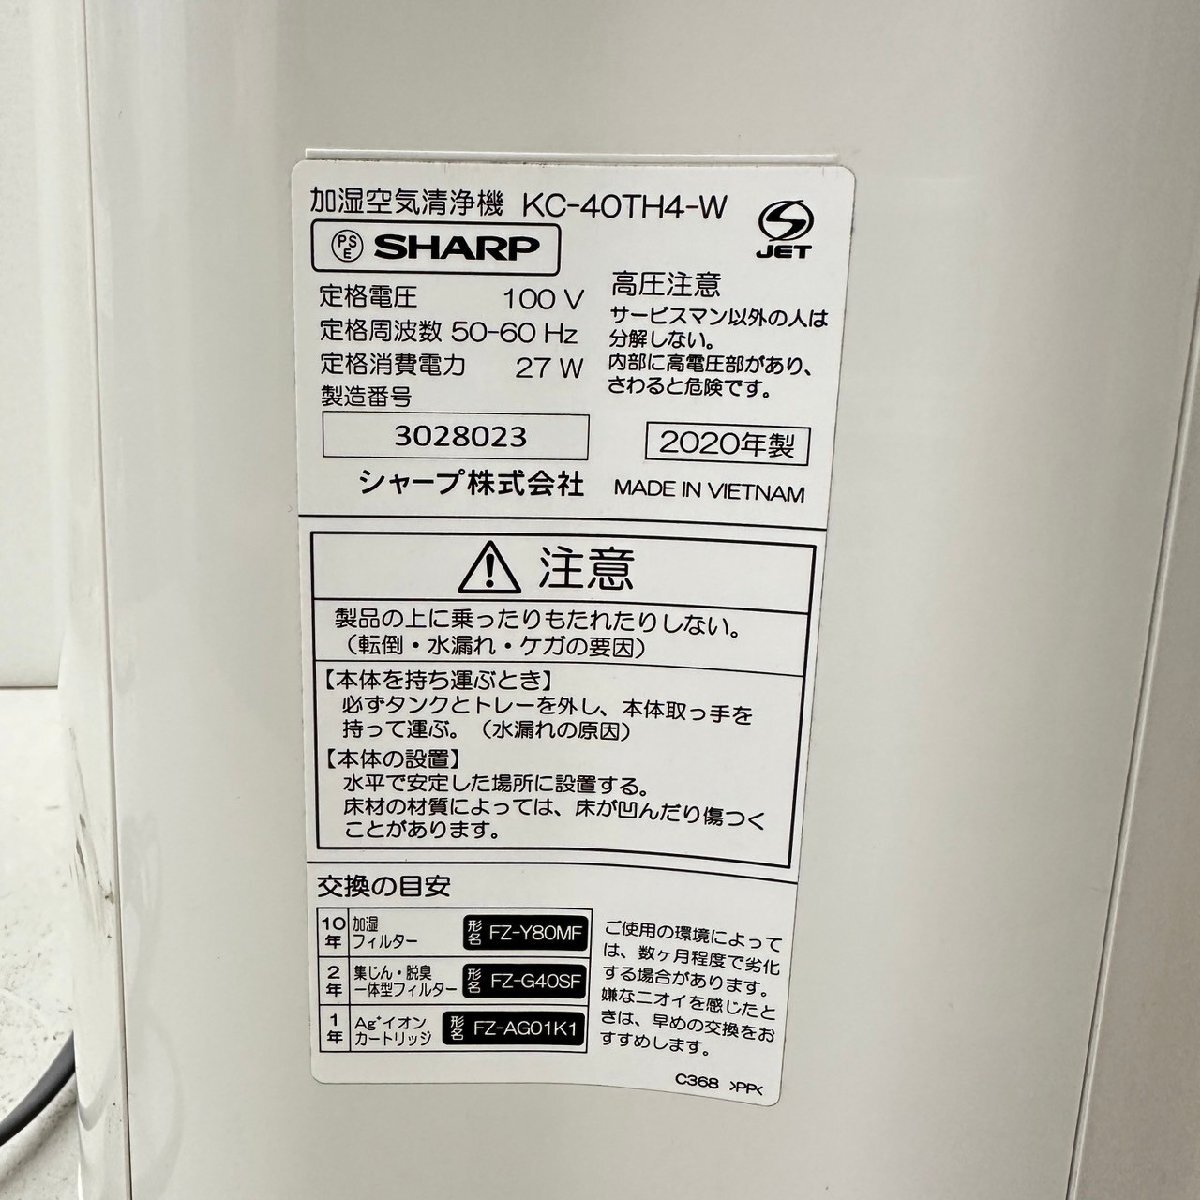 加湿空気清浄機 KC-40TH4-W
PSE SHARP
JET
定格電圧 100 V
定格周波数 50-60 Hz
定格消費電力 27 W
製造番号
3028023
シャープ株式会社
高圧注意
サービスマン以外の人は
分解しない。
内部に高電圧部があり、
さわると危険です。
2020年製
MADE IN VIETNAM
注意
製品の上に乗ったりもたれたりしない。
（転倒・水漏れ・ケガの要因）
【本体を持ち運ぶとき】
必ずタンクとトレーを外し、本体取っ手を
持って運ぶ。（水漏れの原因）
【本体の設置】
水平で安定した場所に設置する。
床材の材質によっては、床が凹んだり傷つく
ことがあります。
交換の目安
10年 加湿フィルター 形名 FZ-Y80MF
2年 集じん・脱臭一体型フィルター 形名 FZ-G40SF
1年 Ag⁺イオンカートリッジ 形名 FZ-AG01K1
ご使用の環境によって
は、数ヶ月程度で劣化
する場合があります。
嫌なニオイを感じたと
きは、早めの交換をお
すすめします。
C368 >PP<